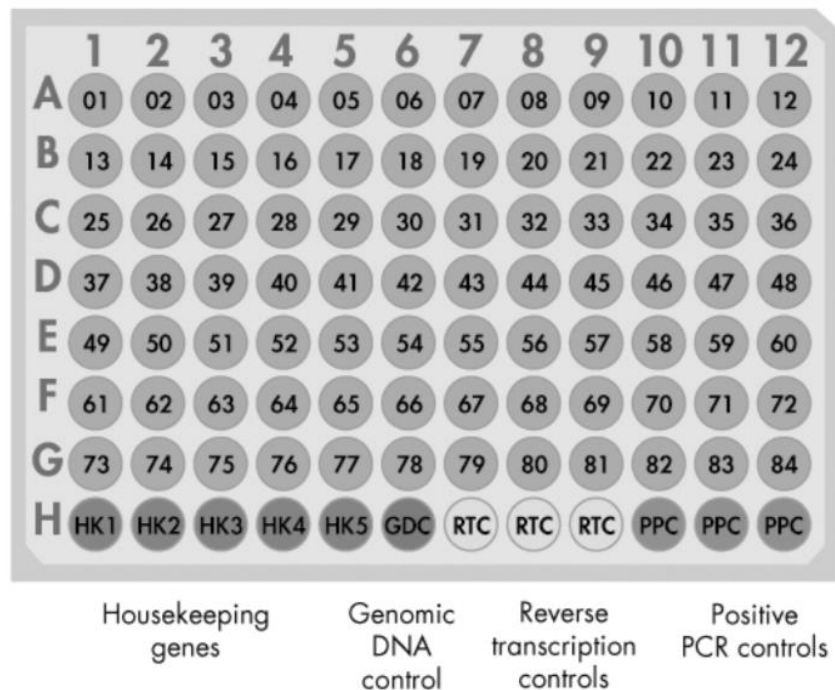 1 2 3 4 5 6 7 8 9 10 11 12
A 01 02 03 04 05 06 07 08 09 10 11 12
B 13 14 15 16 17 18 19 20 21 22 23 24
C 25 26 27 28 29 30 31 32 33 34 35 36
D 37 38 39 40 41 42 43 44 45 46 47 48
E 49 50 51 52 53 54 55 56 57 58 59 60
F 61 62 63 64 65 66 67 68 69 70 71 72
G 73 74 75 76 77 78 79 80 81 82 83 84
H HK1 HK2 HK3 HK4 HK5 GDC RTC RTC RTC PPC PPC PPC
Housekeeping
genes
Genomic
DNA
control
Reverse
transcription
controls
Positive
PCR controls